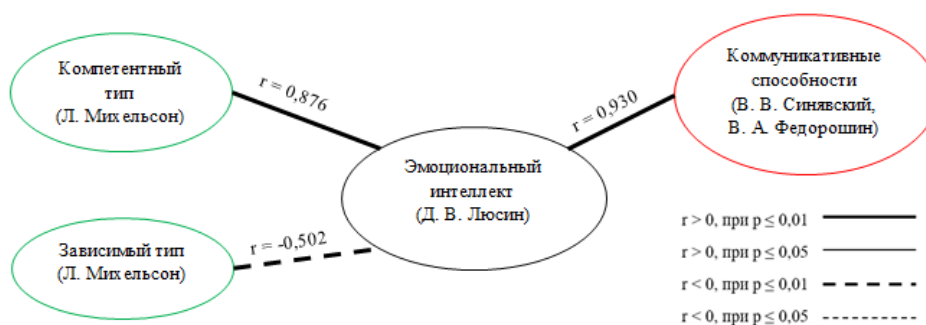 Компетентный
тип
(Л. Михельсон)
r = 0,876
Коммуникативные
способности
(В. В. Синявский,
В. А. Федорошин)
r = 0,930
Эмоциональный
интеллект
(Д. В. Люсин)
Зависимый тип
(Л. Михельсон)
r = -0,502
r > 0, при p ≤ 0,01
r > 0, при p ≤ 0,05
r < 0, при p ≤ 0,01
r < 0, при p ≤ 0,05